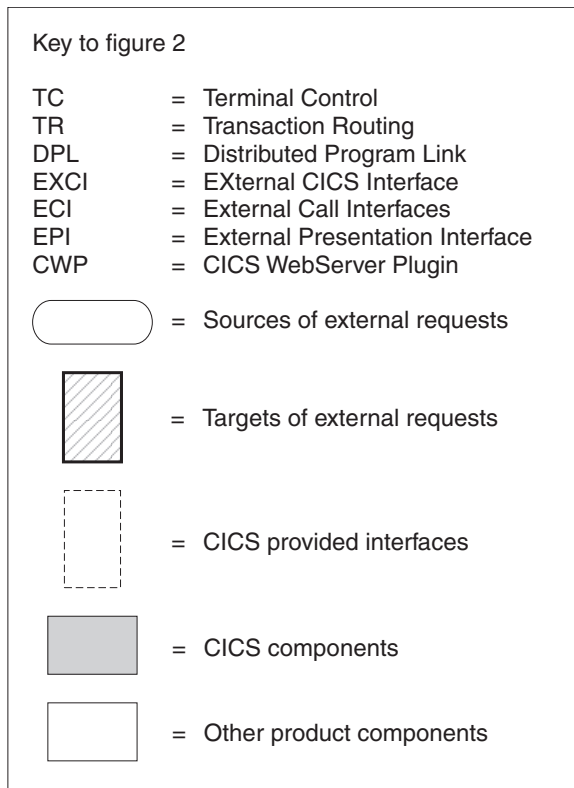 Key to figure 2
TC = Terminal Control
TR = Transaction Routing
DPL = Distributed Program Link
EXCI = EXternal CICS Interface
ECI = External Call Interfaces
EPI = External Presentation Interface
CWP = CICS WebServer Plugin
= Sources of external requests
= Targets of external requests
= CICS provided interfaces
= CICS components
= Other product components